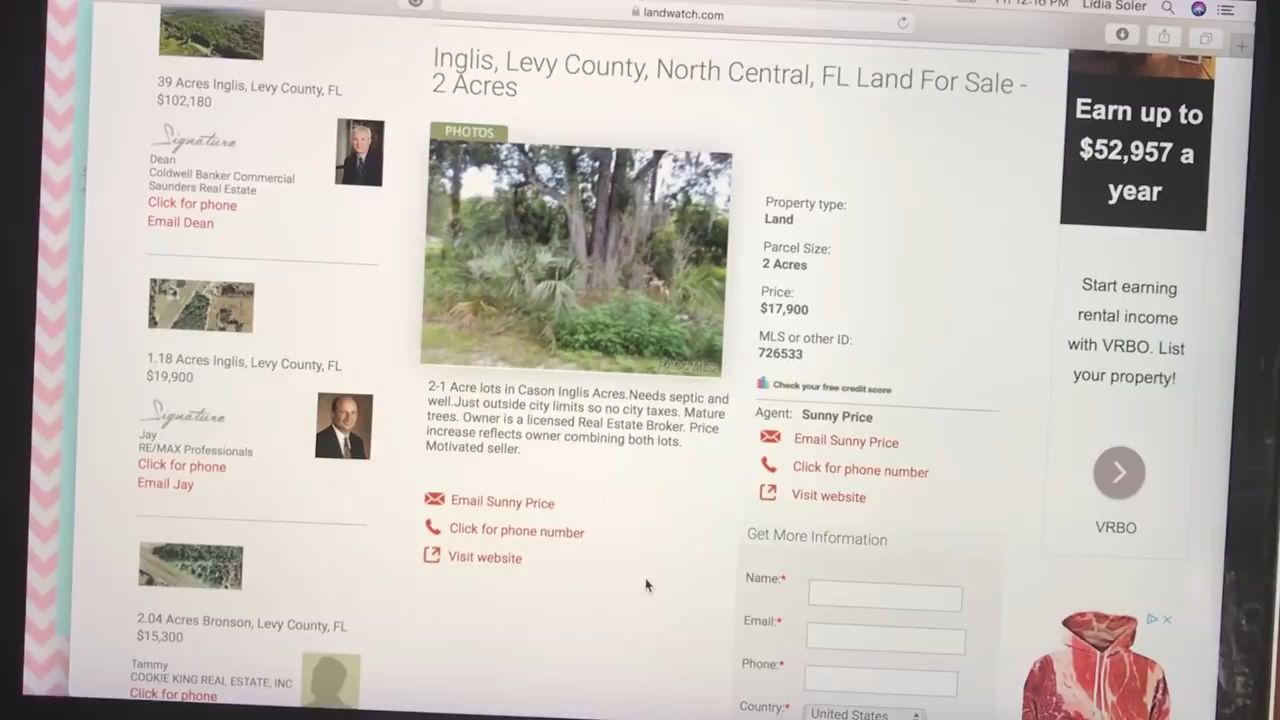 12:16 PM
Lidia Soler
landwatch.com
39 Acres Inglis, Levy County, FL
$102,180
Signature
Dean
Coldwell Banker Commercial
Saunders Real Estate
Click for phone
Email Dean
1.18 Acres Inglis, Levy County, FL
$19,900
Signature
Jay
RE/MAX Professionals
Click for phone
Email Jay
2.04 Acres Bronson, Levy County, FL
$15,300
Tammy
COOKIE KING REAL ESTATE, INC
Click for phone
Inglis, Levy County, North Central, FL Land For Sale -
2 Acres
PHOTOS
2-1 Acre lots in Cason Inglis Acres.Needs septic and
well.Just outside city limits so no city taxes. Mature
trees. Owner is a licensed Real Estate Broker. Price
increase reflects owner combining both lots.
Motivated seller.
Email Sunny Price
Click for phone number
Visit website
Property type:
Land
Parcel Size:
2 Acres
Price:
$17,900
MLS or other ID:
726533
Check your free credit score
Agent: Sunny Price
Email Sunny Price
Click for phone number
Visit website
Get More Information
Name:*
Email:*
Phone:*
Country:* United States
Earn up to
$52,957 a
year
Start earning
rental income
with VRBO. List
your property!
VRBO